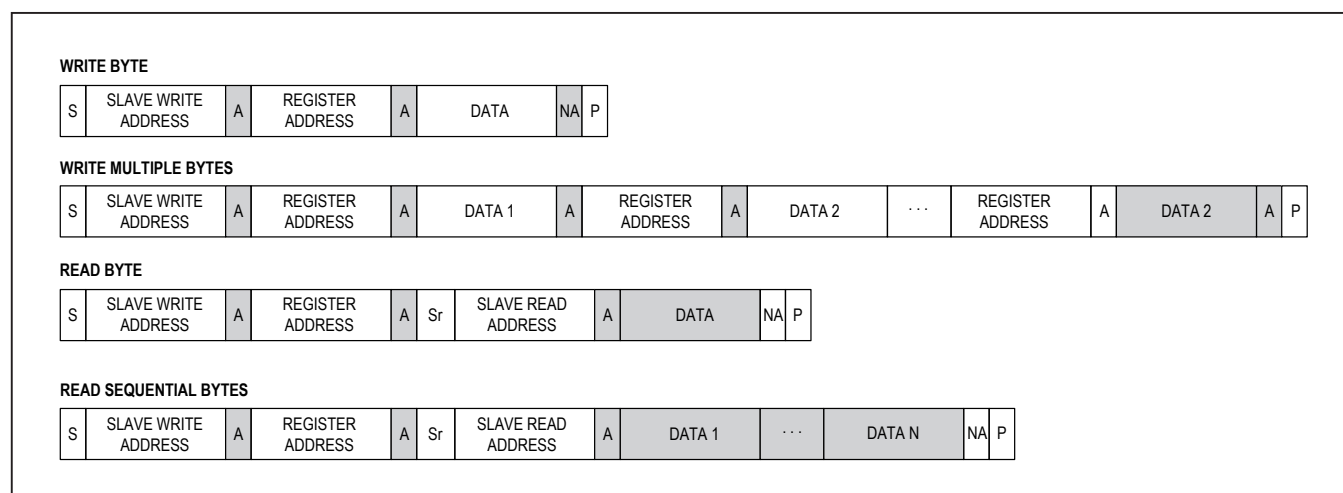 WRITE BYTE
S SLAVE WRITE ADDRESS A REGISTER ADDRESS A DATA NA P
WRITE MULTIPLE BYTES
S SLAVE WRITE ADDRESS A REGISTER ADDRESS A DATA 1 A REGISTER ADDRESS A DATA 2 ... REGISTER ADDRESS A DATA 2 A P
READ BYTE
S SLAVE WRITE ADDRESS A REGISTER ADDRESS A Sr SLAVE READ ADDRESS A DATA NA P
READ SEQUENTIAL BYTES
S SLAVE WRITE ADDRESS A REGISTER ADDRESS A Sr SLAVE READ ADDRESS A DATA 1 ... DATA N NA P